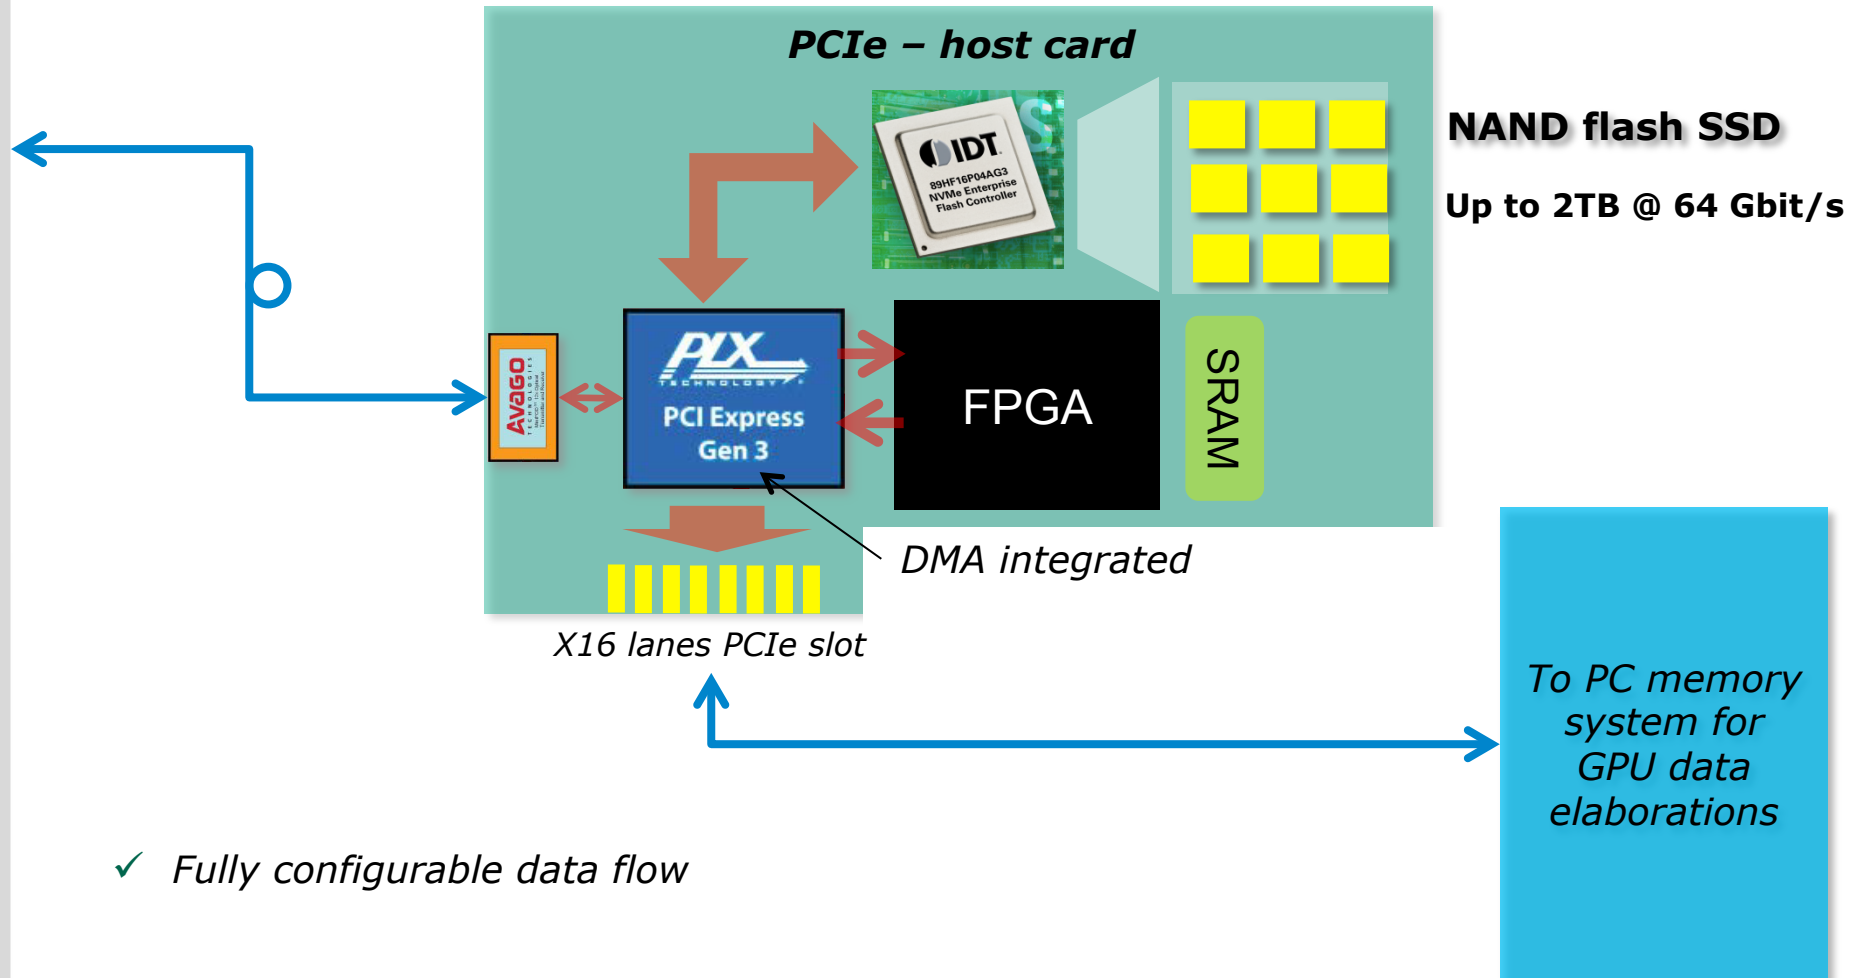 PCIe – host card
IDT
89HF16P04AG3
NVMe Enterprise
Flash Controller
NAND flash SSD
Up to 2TB @ 64 Gbit/s
AVAGO
TECHNOLOGIES
PLX
TECHNOLOGY
PCI Express
Gen 3
FPGA
SRAM
DMA integrated
X16 lanes PCIe slot
To PC memory
system for
GPU data
elaborations
✓ Fully configurable data flow